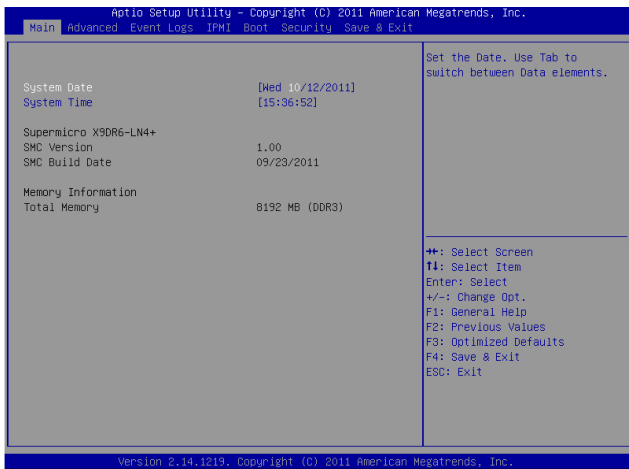 Aptio Setup Utility – Copyright (C) 2011 American Megatrends, Inc.
Main Advanced Event Logs IPMI Boot Security Save & Exit
Set the Date. Use Tab to
switch between Data elements.
System Date [Wed 10/12/2011]
System Time [15:36:52]
Supermicro X9DR6-LN4+
SMC Version 1.00
SMC Build Date 09/23/2011
Memory Information
Total Memory 8192 MB (DDR3)
→←: Select Screen
↑↓: Select Item
Enter: Select
+/-: Change Opt.
F1: General Help
F2: Previous Values
F3: Optimized Defaults
F4: Save & Exit
ESC: Exit
Version 2.14.1219. Copyright (C) 2011 American Megatrends, Inc.